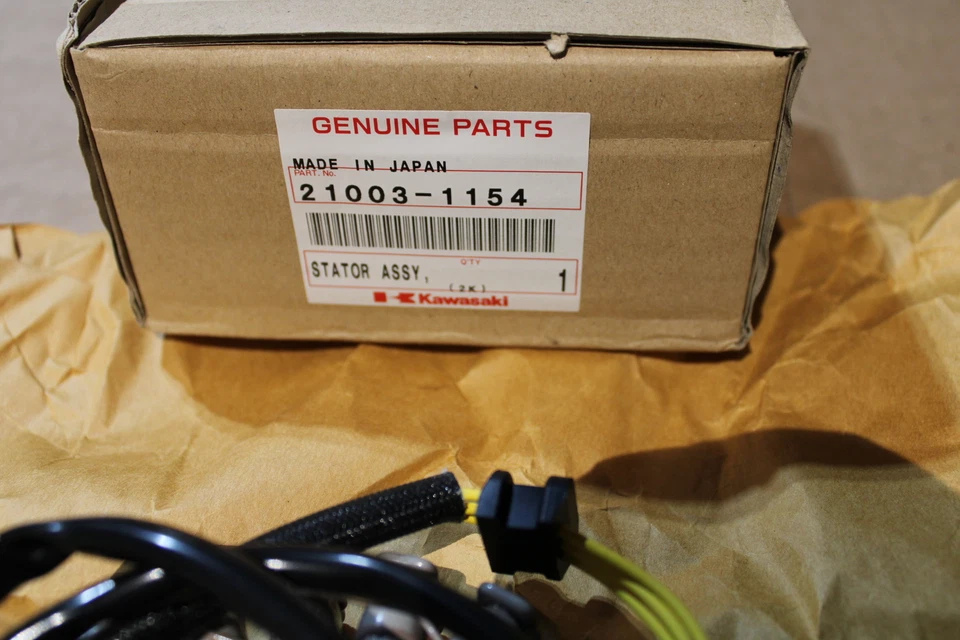 GENUINE PARTS
MADE IN JAPAN
PART. No.
21003-1154
QTY
STATOR ASSY, 1
(2K)
Kawasaki